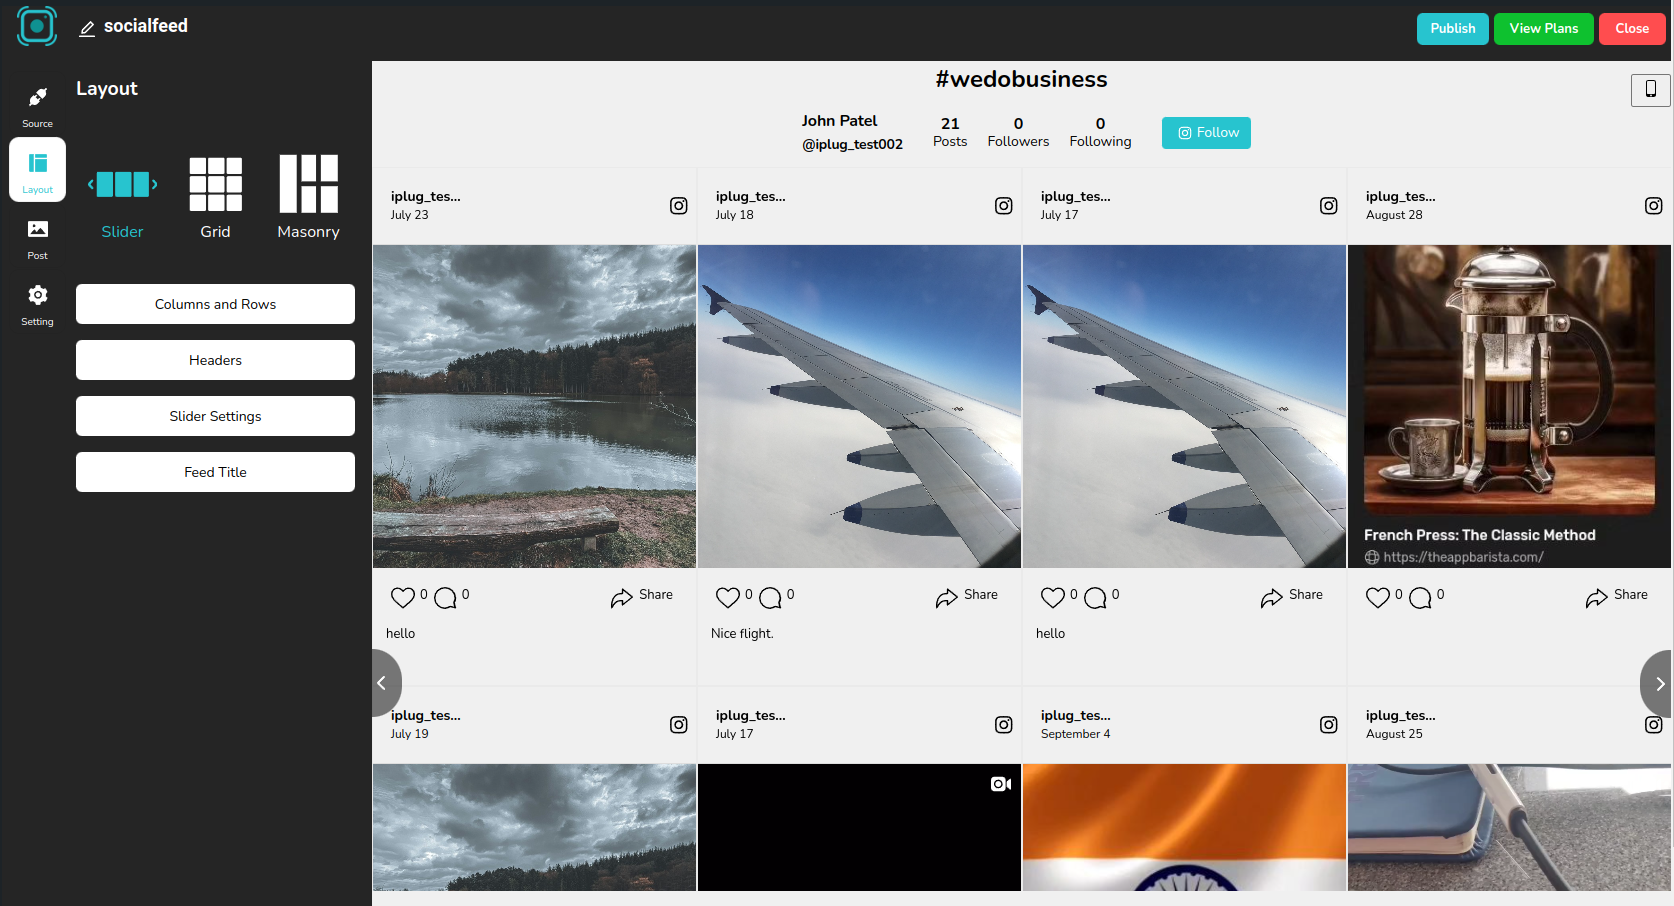 socialfeed
Publish
View Plans
Close
Source
Layout
Post
Setting
Layout
Slider
Grid
Masonry
Columns and Rows
Headers
Slider Settings
Feed Title
#wedobusiness
John Patel
@iplug_test002
21
Posts
0
Followers
0
Following
Follow
iplug_tes...
July 23
iplug_tes...
July 18
iplug_tes...
July 17
iplug_tes...
August 28
French Press: The Classic Method
https://theappbarista.com/
0 0 Share
0 0 Share
0 0 Share
0 0 Share
hello
Nice flight.
hello
iplug_tes...
July 19
iplug_tes...
July 17
iplug_tes...
September 4
iplug_tes...
August 25